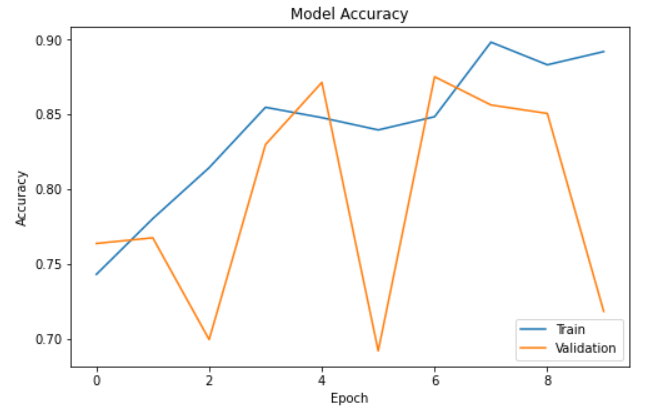 Model Accuracy
0.90
0.85
0.80
0.75
0.70
Accuracy
0 2 4 6 8
Epoch
Train
Validation